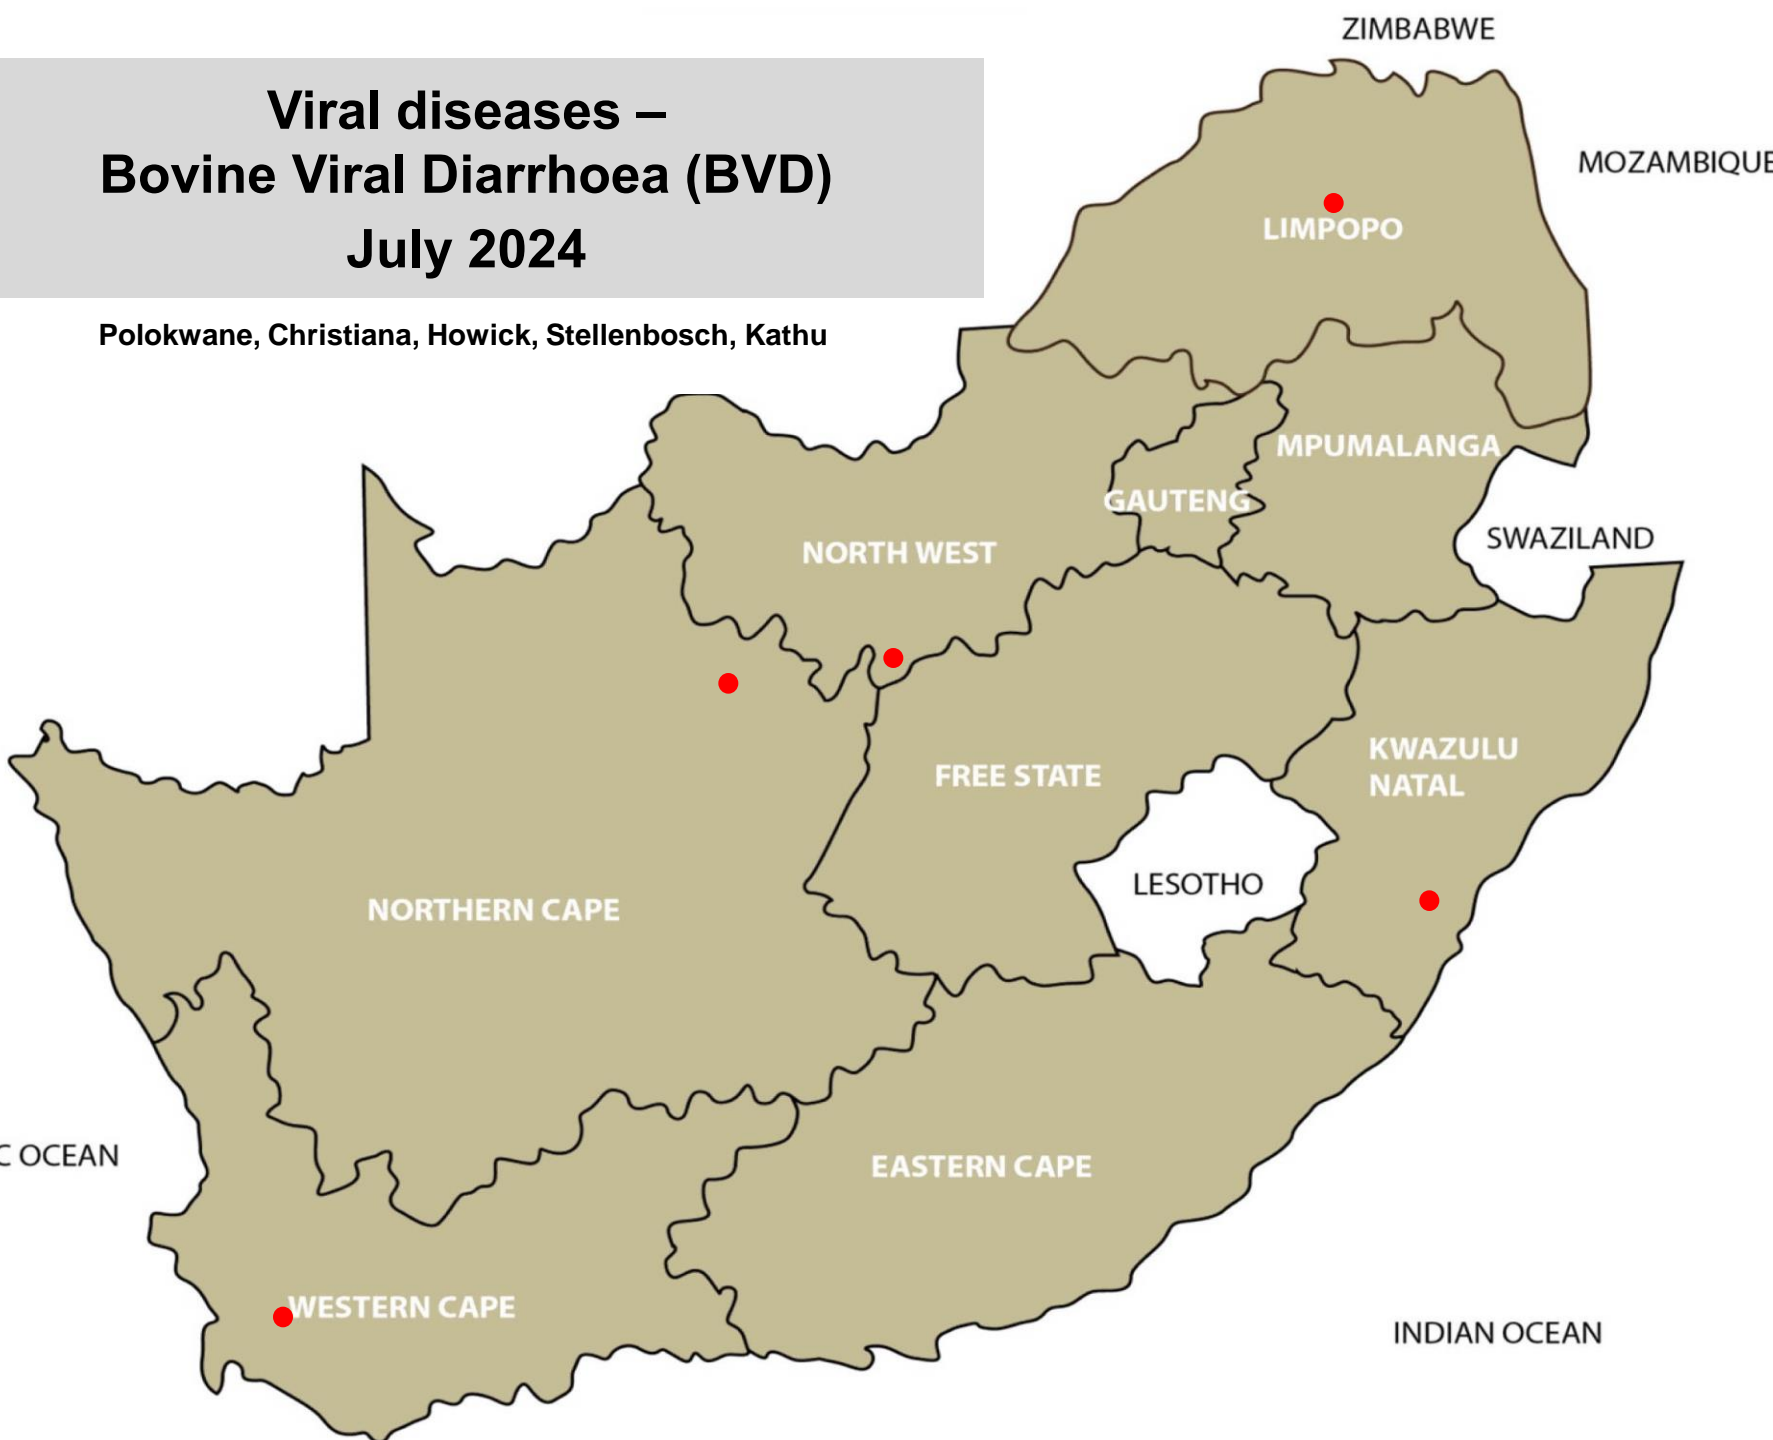 ZIMBABWE
Viral diseases –
Bovine Viral Diarrhoea (BVD)
July 2024
MOZAMBIQUE
LIMPOPO
Polokwane, Christiana, Howick, Stellenbosch, Kathu
MPUMALANGA
GAUTENG
SWAZILAND
NORTH WEST
KWAZULU
NATAL
FREE STATE
LESOTHO
NORTHERN CAPE
C OCEAN
EASTERN CAPE
WESTERN CAPE
INDIAN OCEAN